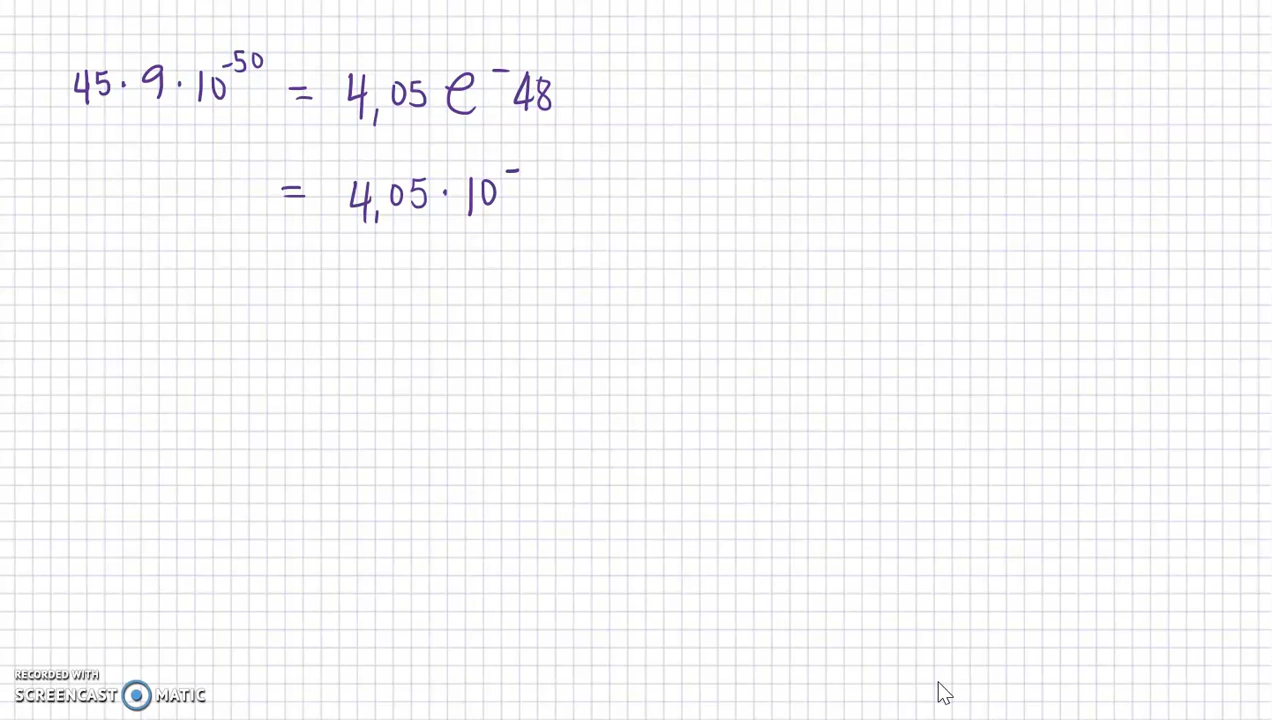 45 · 9 · 10⁻⁵⁰ = 4,05 e⁻48
= 4,05 · 10⁻
RECORDED WITH
SCREENCAST MATIC